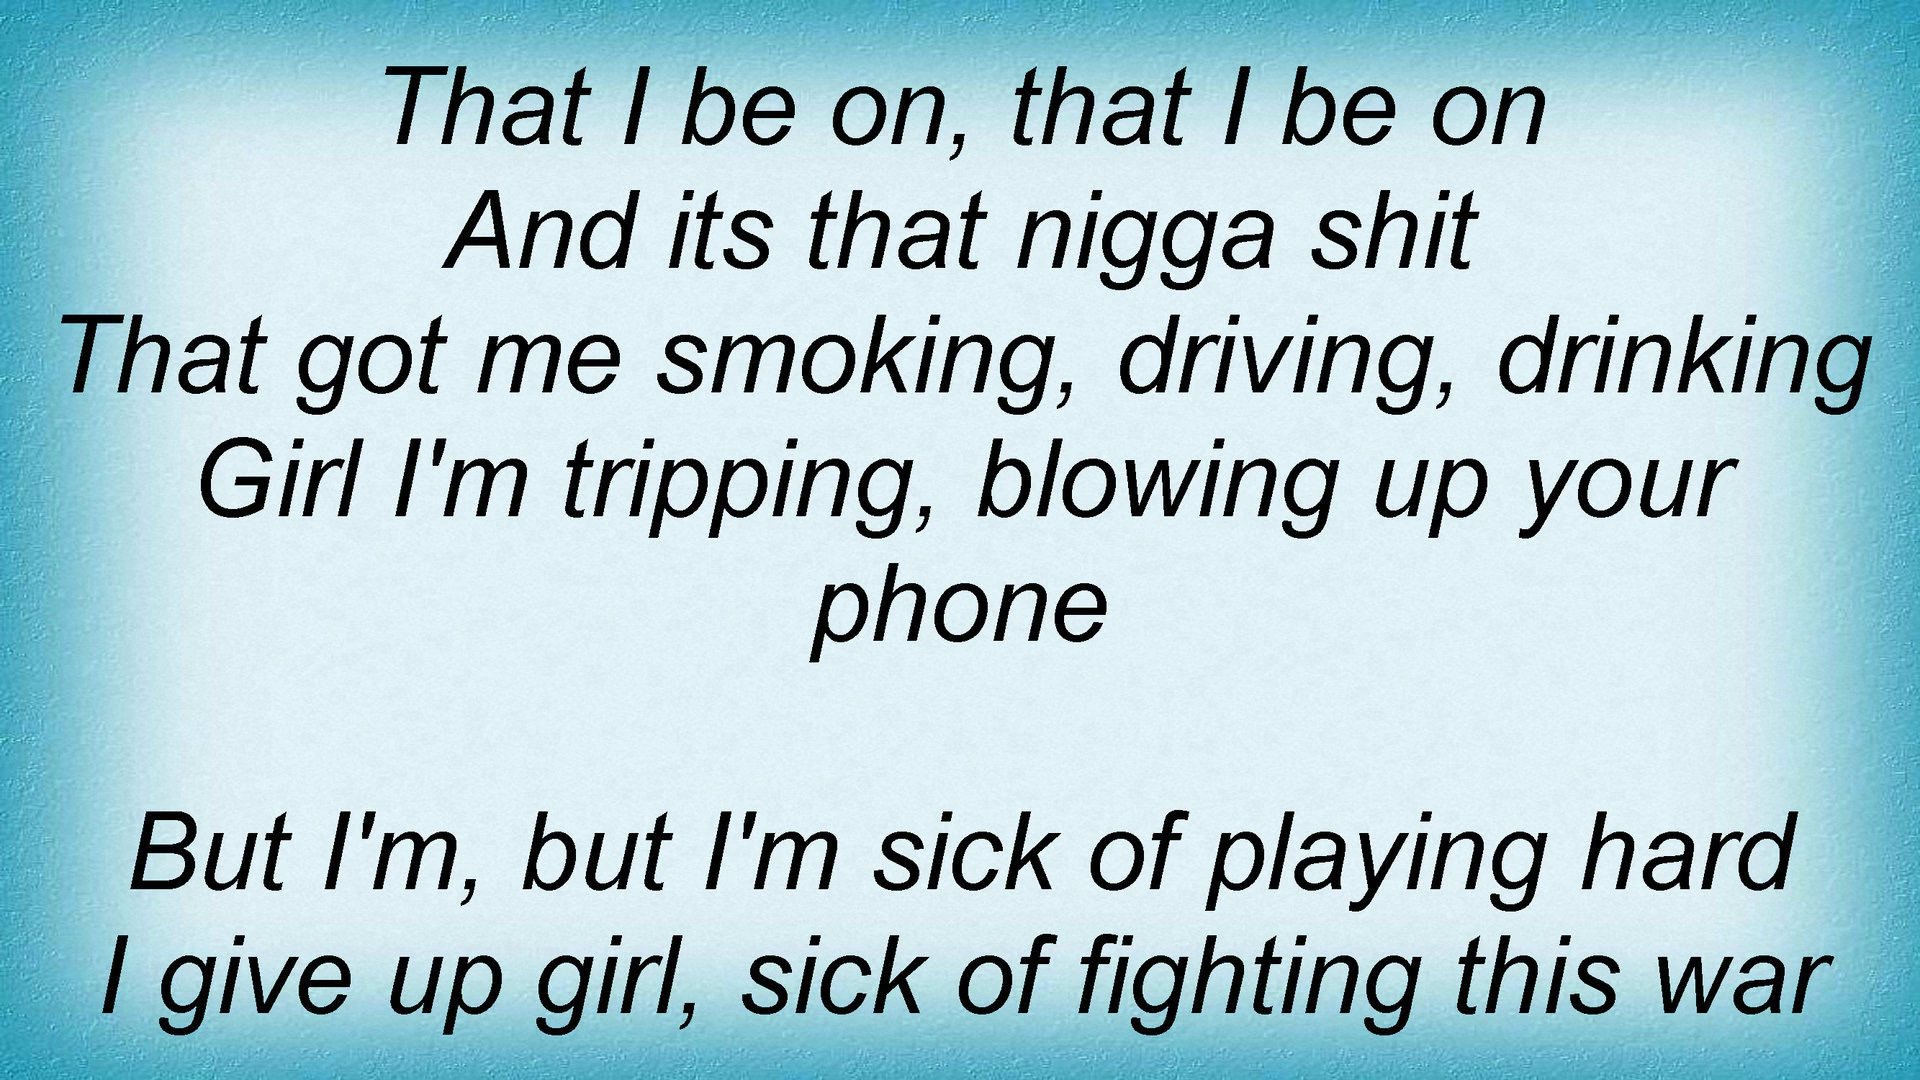 That I be on, that I be on
And its that nigga shit
That got me smoking, driving, drinking
Girl I'm tripping, blowing up your
phone
But I'm, but I'm sick of playing hard
I give up girl, sick of fighting this war